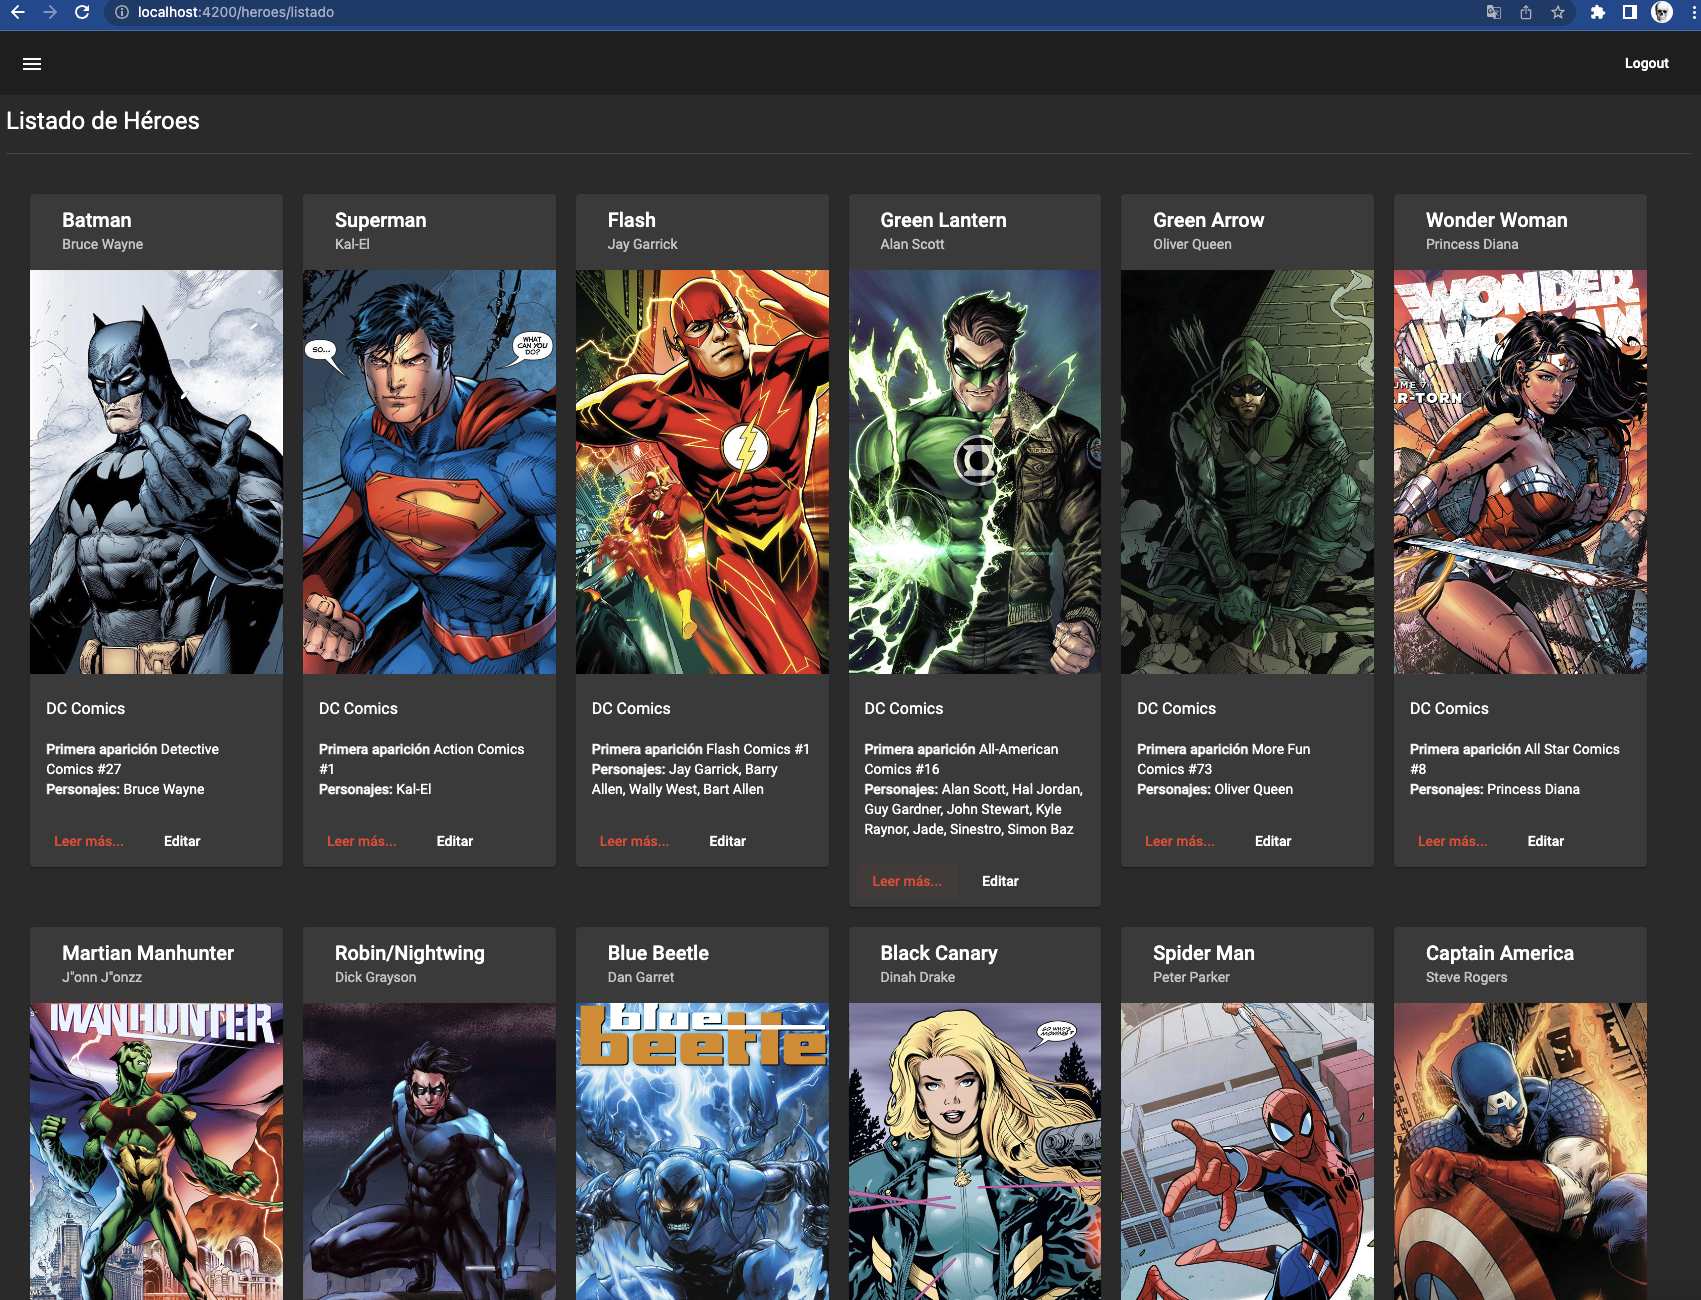 localhost:4200/heroes/listado
Logout
Listado de Héroes
Batman
Bruce Wayne
Superman
Kal-El
Flash
Jay Garrick
Green Lantern
Alan Scott
Green Arrow
Oliver Queen
Wonder Woman
Princess Diana
SO...
WHAT
CAN YOU
DO?
WONDER
WOMAN
UME 7
R-TORN
DC Comics
Primera aparición Detective
Comics #27
Personajes: Bruce Wayne
Leer más...
Editar
DC Comics
Primera aparición Action Comics
#1
Personajes: Kal-El
Leer más...
Editar
DC Comics
Primera aparición Flash Comics #1
Personajes: Jay Garrick, Barry
Allen, Wally West, Bart Allen
Leer más...
Editar
DC Comics
Primera aparición All-American
Comics #16
Personajes: Alan Scott, Hal Jordan,
Guy Gardner, John Stewart, Kyle
Raynor, Jade, Sinestro, Simon Baz
Leer más...
Editar
DC Comics
Primera aparición More Fun
Comics #73
Personajes: Oliver Queen
Leer más...
Editar
DC Comics
Primera aparición All Star Comics
#8
Personajes: Princess Diana
Leer más...
Editar
Martian Manhunter
J"onn J"onzz
Robin/Nightwing
Dick Grayson
Blue Beetle
Dan Garret
Black Canary
Dinah Drake
Spider Man
Peter Parker
Captain America
Steve Rogers
MANHUNTER
blue
beetle